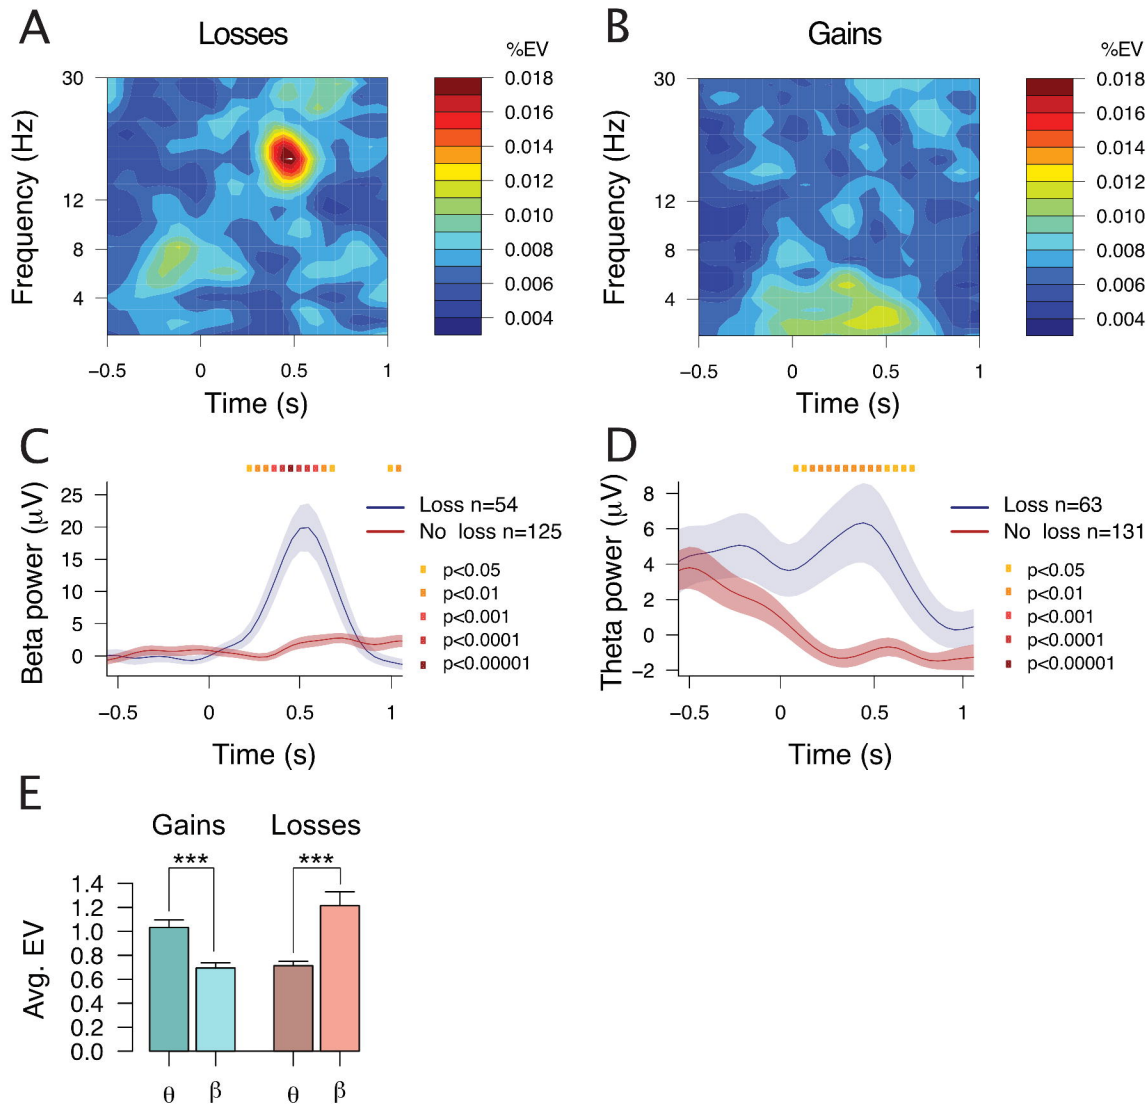 A
Losses
%EV
30
12
8
4
Frequency (Hz)
0.018
0.016
0.014
0.012
0.010
0.008
0.006
0.004
−0.5 0 0.5 1
Time (s)
B
Gains
%EV
30
12
8
4
Frequency (Hz)
0.018
0.016
0.014
0.012
0.010
0.008
0.006
0.004
−0.5 0 0.5 1
Time (s)
C
Beta power (μV)
25
20
15
10
5
0
Loss n=54
No loss n=125
p<0.05
p<0.01
p<0.001
p<0.0001
p<0.00001
−0.5 0 0.5 1
Time (s)
D
Theta power (μV)
8
6
4
2
0
−2
Loss n=63
No loss n=131
p<0.05
p<0.01
p<0.001
p<0.0001
p<0.00001
−0.5 0 0.5 1
Time (s)
E
Gains Losses
*** ***
Avg. EV
1.4
1.2
1.0
0.8
0.6
0.4
0.2
0.0
θ β θ β